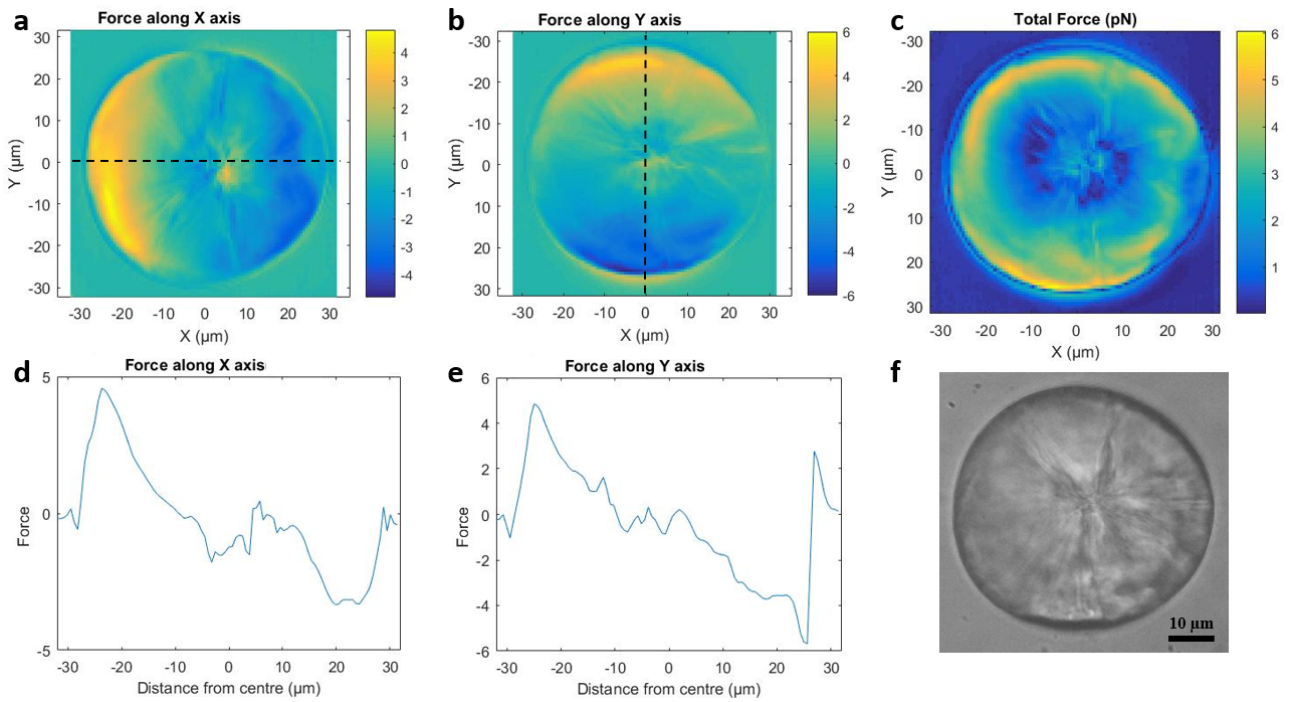 a
Force along X axis
30
20
10
0
-10
-20
-30
Y (µm)
-30 -20 -10 0 10 20 30
X (µm)
4
3
2
1
0
-1
-2
-3
-4
b
Force along Y axis
-30
-20
-10
0
10
20
30
Y (µm)
-30 -20 -10 0 10 20 30
X (µm)
6
4
2
0
-2
-4
-6
c
Total Force (pN)
-30
-20
-10
0
10
20
30
Y (µm)
-30 -20 -10 0 10 20 30
X (µm)
6
5
4
3
2
1
d
Force along X axis
5
0
-5
Force
-30 -20 -10 0 10 20 30
Distance from centre (µm)
e
Force along Y axis
6
4
2
0
-2
-4
-6
Force
-30 -20 -10 0 10 20 30
Distance from centre (µm)
f
10 µm